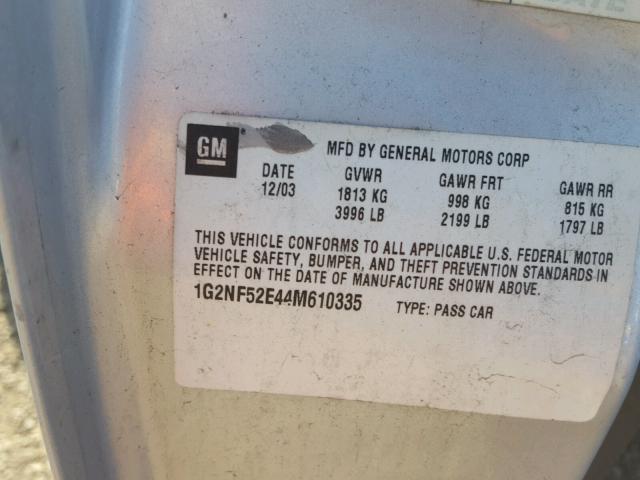 DATE
GM
MFD BY GENERAL MOTORS CORP
DATE GVWR GAWR FRT GAWR RR
12/03 1813 KG 998 KG 815 KG
3996 LB 2199 LB 1797 LB
THIS VEHICLE CONFORMS TO ALL APPLICABLE U.S. FEDERAL MOTOR
VEHICLE SAFETY, BUMPER, AND THEFT PREVENTION STANDARDS IN
EFFECT ON THE DATE OF MANUFACTURE SHOWN ABOVE.
1G2NF52E44M610335 TYPE: PASS CAR